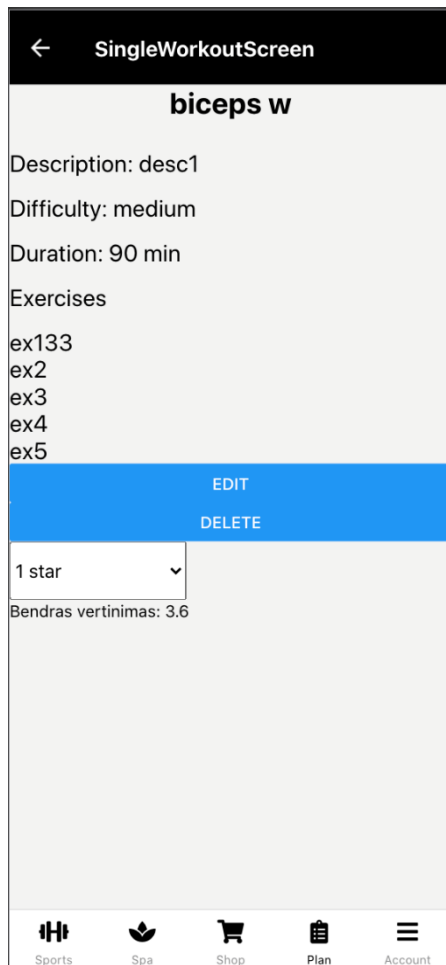 SingleWorkoutScreen
biceps w
Description: desc1
Difficulty: medium
Duration: 90 min
Exercises
ex133
ex2
ex3
ex4
ex5
EDIT
DELETE
1 star
Bendras vertinimas: 3.6
Sports Spa Shop Plan Account